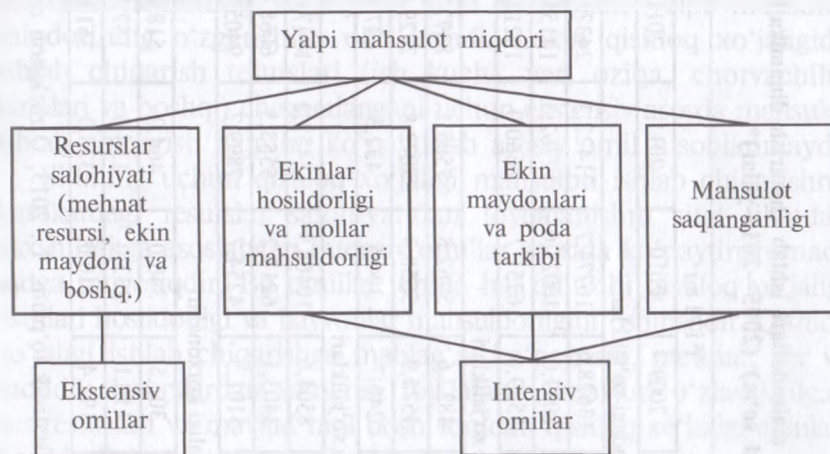 Yalpi mahsulot miqdori
Resurslar
salohiyati
(mehnat
resursi, ekin
maydoni va
boshq.)
Ekinlar
hosildorligi
va mollar
mahsuldorligi
Ekin
maydonlari
va poda
tarkibi
Mahsulot
saqlanganligi
Ekstensiv
omillar
Intensiv
omillar